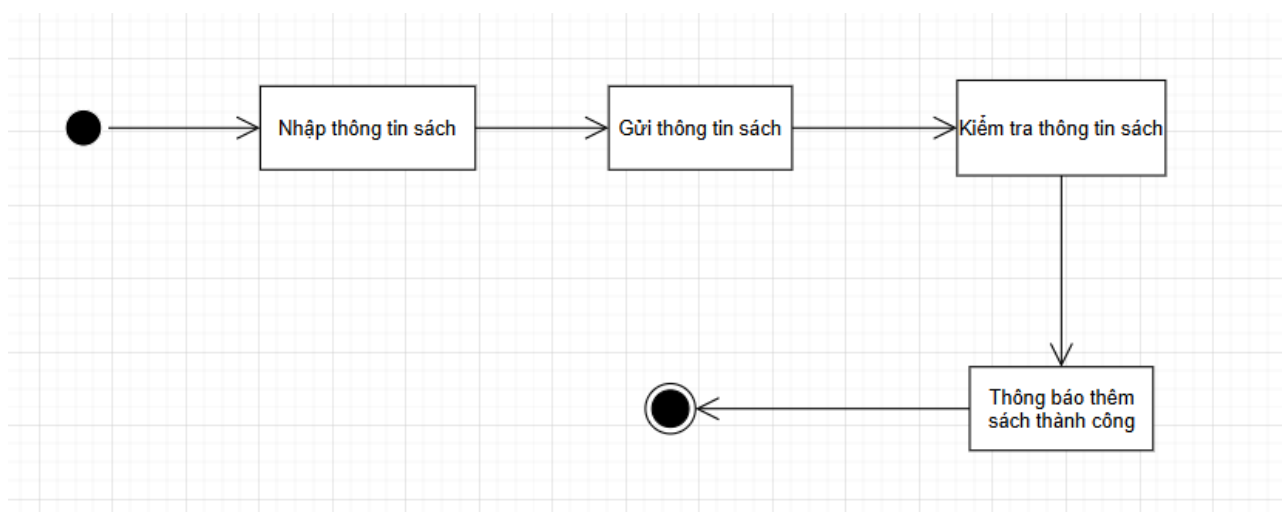 Nhập thông tin sách
Gửi thông tin sách
Kiểm tra thông tin sách
Thông báo thêm
sách thành công